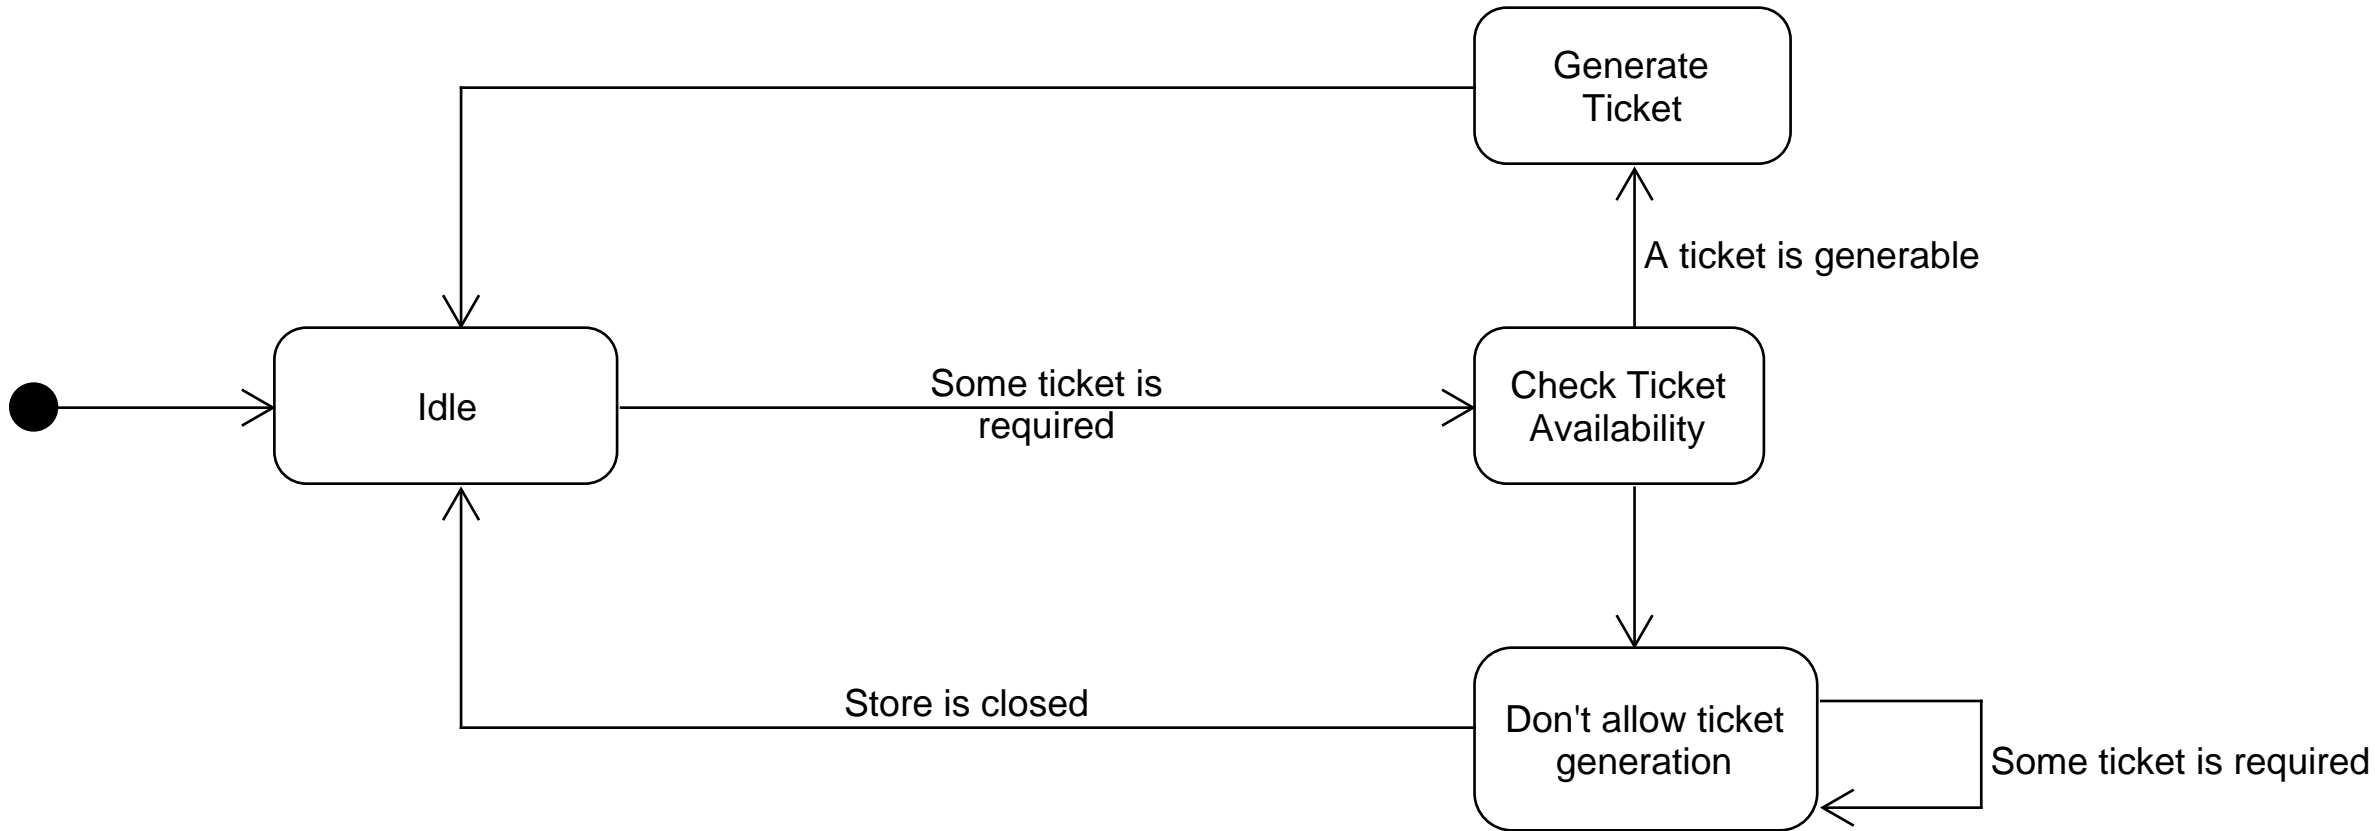 Generate
Ticket
A ticket is generable
Idle
Some ticket is
required
Check Ticket
Availability
Store is closed
Don't allow ticket
generation
Some ticket is required